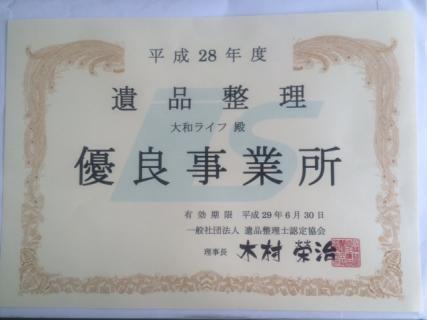 平成28年度
遺品整理
大和ライフ 殿
優良事業所
有効期限 平成29年6月30日
一般社団法人 遺品整理士認定協会
理事長 木村 榮治